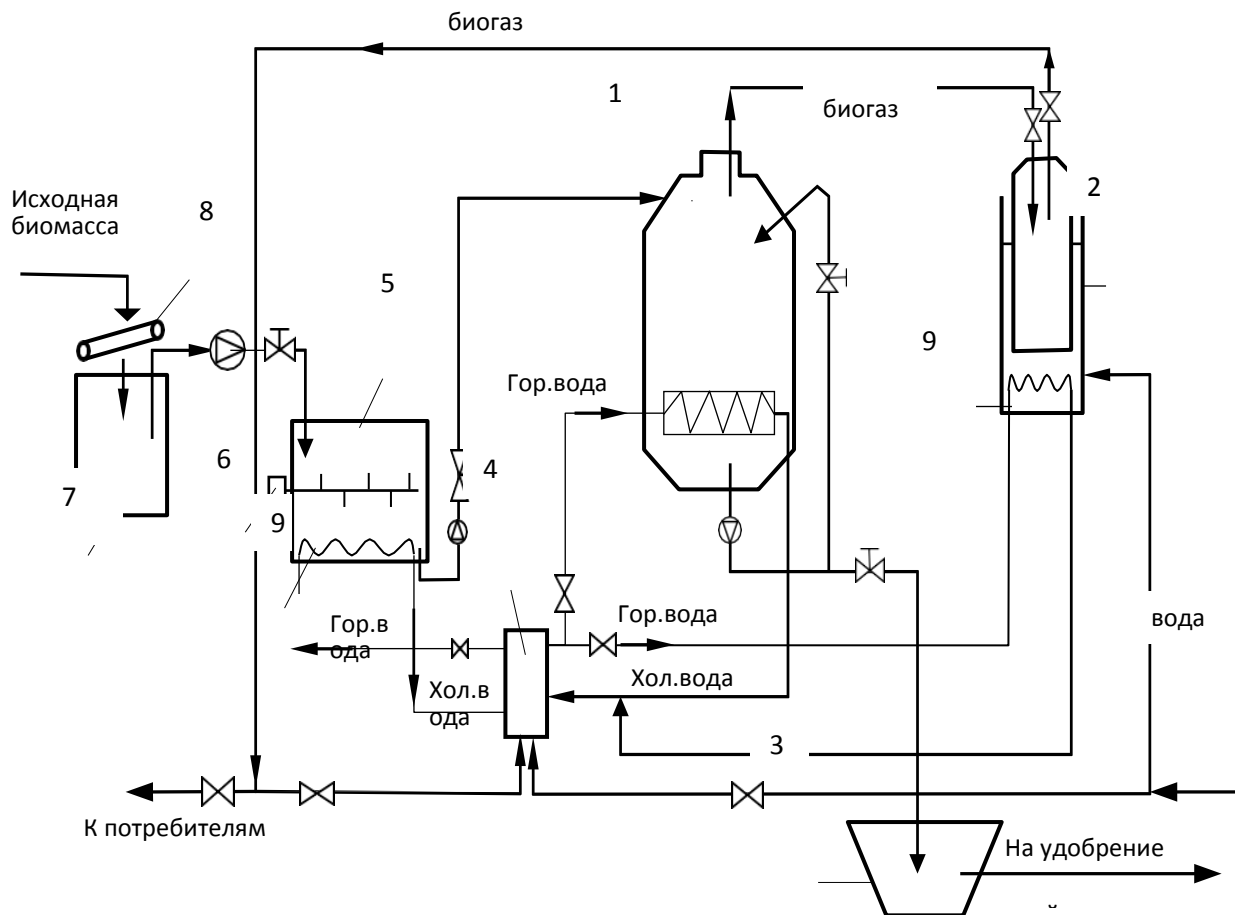 биогаз
1
биогаз
2
Исходная
биомасса
8
5
9
Гор.вода
6
4
7
9
Гор.в
ода
Гор.вода
вода
Хол.в
ода
Хол.вода
3
К потребителям
На удобрение